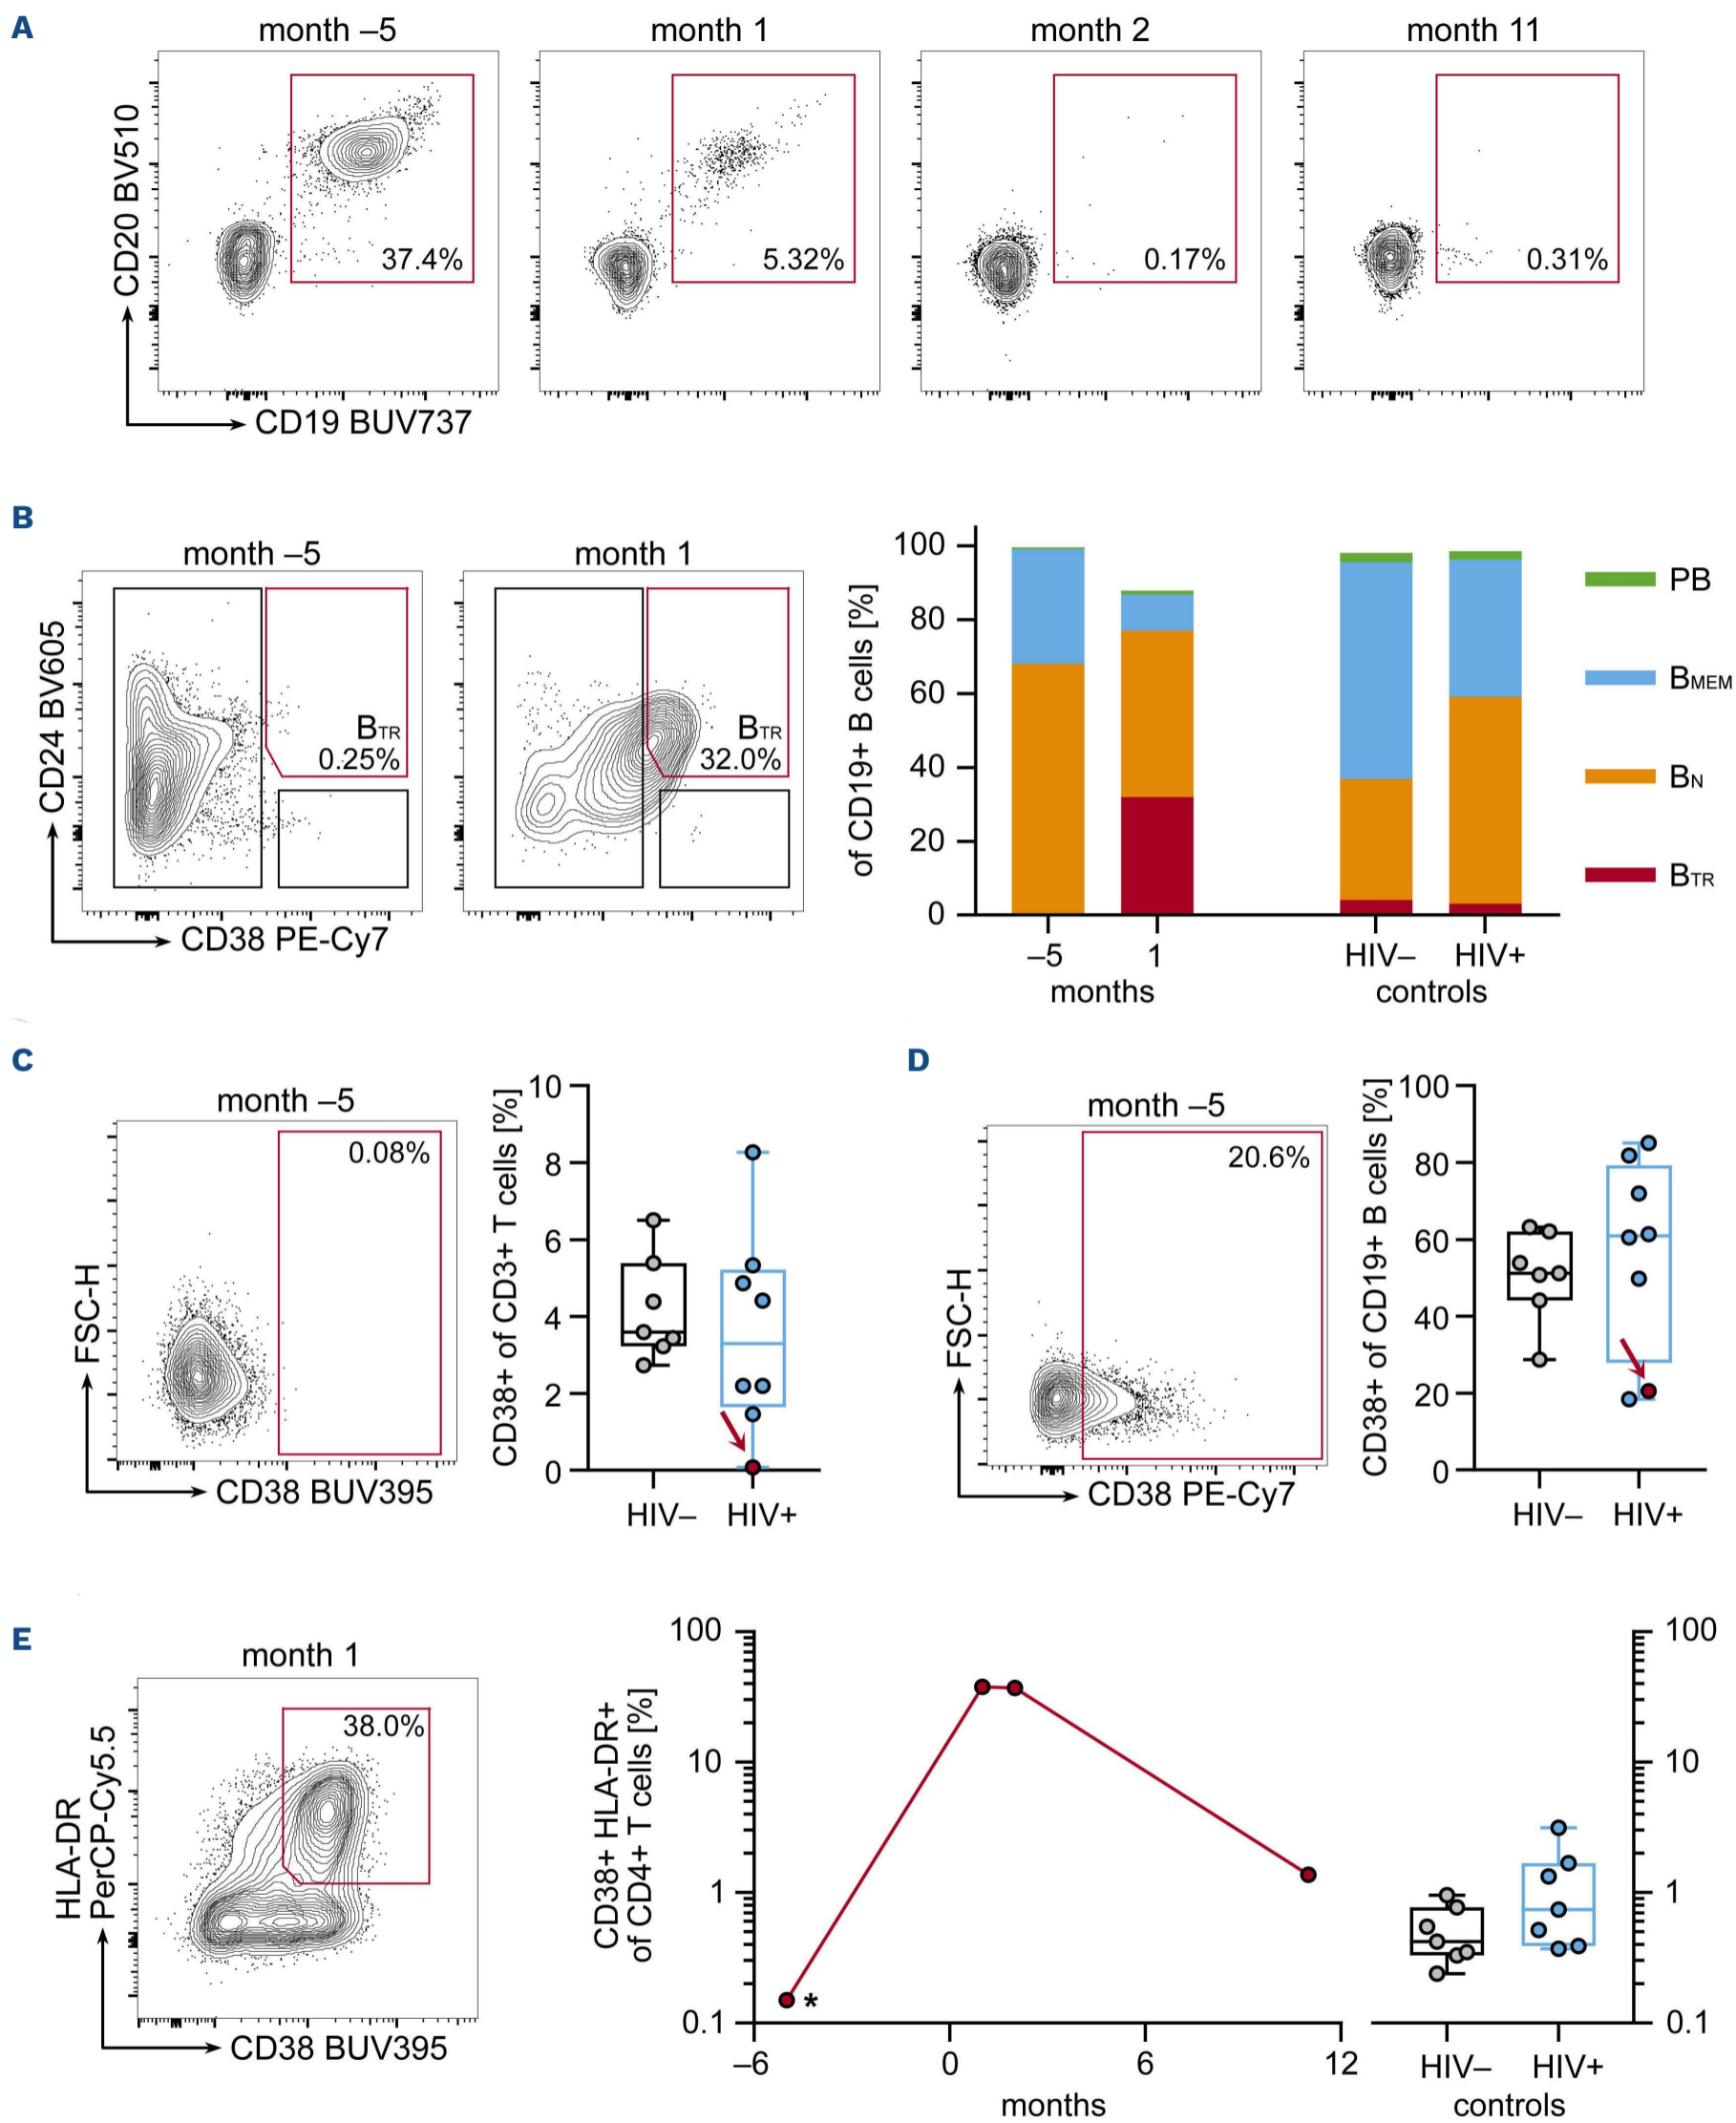 A
month –5
month 1
month 2
month 11
CD20 BV510
37.4%
5.32%
0.17%
0.31%
CD19 BUV737
B
month –5
month 1
CD24 BV605
BTR
0.25%
BTR
32.0%
CD38 PE-Cy7
of CD19+ B cells [%]
100
80
60
40
20
0
–5
1
months
HIV–
HIV+
controls
PB
BMEM
BN
BTR
C
month –5
0.08%
FSC-H
CD38 BUV395
CD38+ of CD3+ T cells [%]
10
8
6
4
2
0
HIV–
HIV+
D
month –5
20.6%
FSC-H
CD38 PE-Cy7
CD38+ of CD19+ B cells [%]
100
80
60
40
20
0
HIV–
HIV+
E
month 1
38.0%
HLA-DR
PerCP-Cy5.5
CD38 BUV395
CD38+ HLA-DR+
of CD4+ T cells [%]
100
10
1
0.1
*
–6
0
6
12
months
100
10
1
0.1
HIV–
HIV+
controls